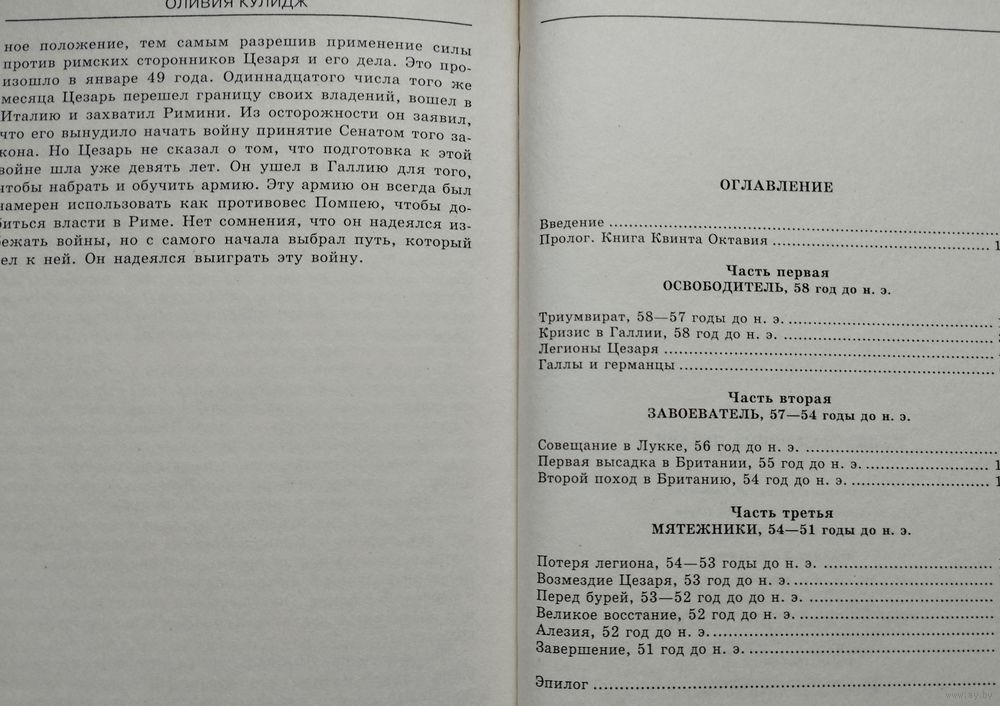 ОЛИВИЯ КУЛИДЖ
ное положение, тем самым разрешив применение силы
против римских сторонников Цезаря и его дела. Это про-
изошло в январе 49 года. Одиннадцатого числа того же
месяца Цезарь перешел границу своих владений, вошел в
Италию и захватил Римини. Из осторожности он заявил,
что его вынудило начать войну принятие Сенатом того за-
кона. Но Цезарь не сказал о том, что подготовка к этой
войне шла уже девять лет. Он ушел в Галлию для того,
чтобы набрать и обучить армию. Эту армию он всегда был
намерен использовать как противовес Помпею, чтобы до-
биться власти в Риме. Нет сомнения, что он надеялся из-
бежать войны, но с самого начала выбрал путь, который
ел к ней. Он надеялся выиграть эту войну.
ОГЛАВЛЕНИЕ
Введение
Пролог. Книга Квинта Октавия 1
Часть первая
ОСВОБОДИТЕЛЬ, 58 год до н. э.
Триумвират, 58—57 годы до н. э.
Кризис в Галлии, 58 год до н. э.
Легионы Цезаря
Галлы и германцы
Часть вторая
ЗАВОЕВАТЕЛЬ, 57—54 годы до н. э.
Совещание в Лукке, 56 год до н. э.
Первая высадка в Британии, 55 год до н. э. 1
Второй поход в Британию, 54 год до н. э. 1
Часть третья
МЯТЕЖНИКИ, 54—51 годы до н. э.
Потеря легиона, 54—53 годы до н. э.
Возмездие Цезаря, 53 год до н. э.
Перед бурей, 53—52 год до до н. э.
Великое восстание, 52 год до н. э.
Алезия, 52 год до н. э.
Завершение, 51 год до н. э.
Эпилог
www.ay.by